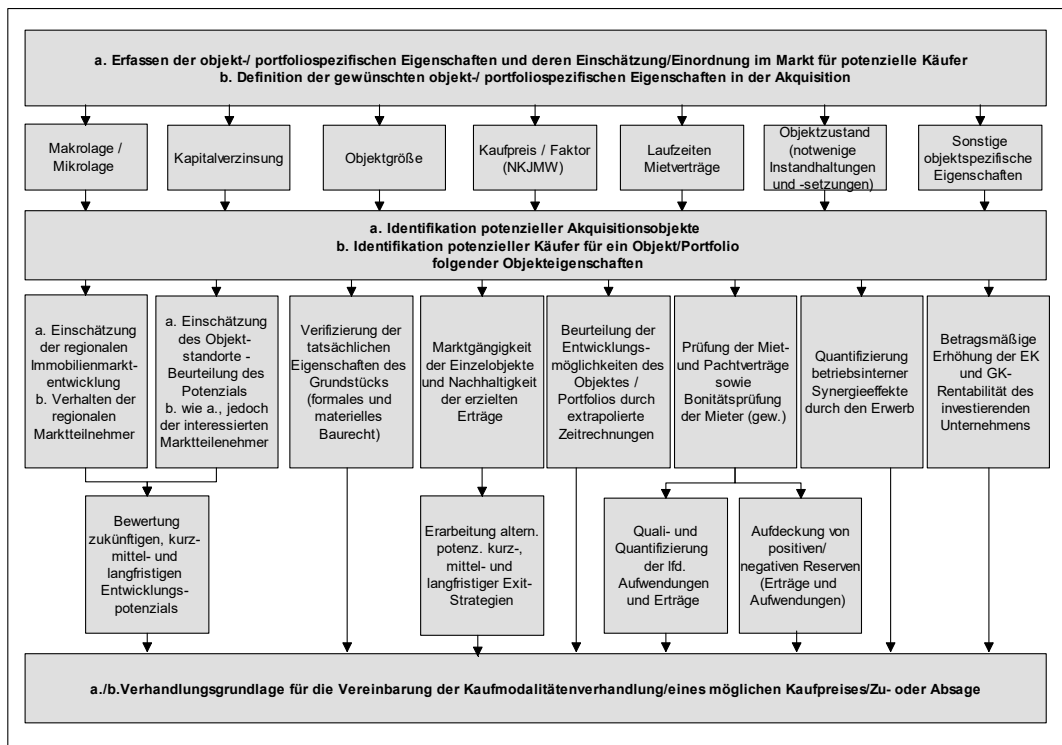 a. Erfassen der objekt-/ portfoliospezifischen Eigenschaften und deren Einschätzung/Einordnung im Markt für potenzielle Käufer
b. Definition der gewünschten objekt-/ portfoliospezifischen Eigenschaften in der Akquisition
Makrolage /
Mikrolage
Kapitalverzinsung
Objektgröße
Kaufpreis / Faktor
(NKJMW)
Laufzeiten
Mietverträge
Objektzustand
(notwenige
Instandhaltungen
und -setzungen)
Sonstige
objektspezifische
Eigenschaften
a. Identifikation potenzieller Akquisitionsobjekte
b. Identifikation potenzieller Käufer für ein Objekt/Portfolio
folgender Objekteigenschaften
a. Einschätzung
der regionalen
Immobilienmarkt-
entwicklung
b. Verhalten der
regionalen
Marktteilnehmer
a. Einschätzung
des Objekt-
standorte -
Beurteilung des
Potenzials
b. wie a., jedoch
der interessierten
Marktteilenehmer
Verifizierung der
tatsächlichen
Eigenschaften des
Grundstücks
(formales und
materielles
Baurecht)
Marktgängigkeit
der Einzelobjekte
und Nachhaltigkeit
der erzielten
Erträge
Beurteilung der
Entwicklungs-
möglichkeiten des
Objektes /
Portfolios durch
extrapolierte
Zeitrechnungen
Prüfung der Miet-
und Pachtverträge
sowie
Bonitätsprüfung
der Mieter (gew.)
Quantifizierung
betriebsinterner
Synergieeffekte
durch den Erwerb
Betragsmäßige
Erhöhung der EK
und GK-
Rentabilität des
investierenden
Unternehmens
Bewertung
zukünftigen, kurz-
mittel- und
langfristigen
Entwicklungs-
potenzials
Erarbeitung altern.
potenz. kurz-,
mittel- und
langfristiger Exit-
Strategien
Quali- und
Quantifizierung
der lfd.
Aufwendungen
und Erträge
Aufdeckung von
positiven/
negativen Reserven
(Erträge und
Aufwendungen)
a./b.Verhandlungsgrundlage für die Vereinbarung der Kaufmodalitätenverhandlung/eines möglichen Kaufpreises/Zu- oder Absage